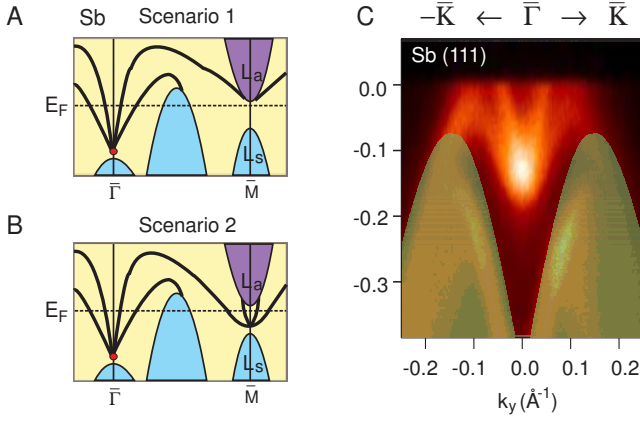 A
Sb
Scenario 1
L_a
E_F
L_s
Γ̅
M̅
B
Scenario 2
L_a
E_F
L_s
Γ̅
M̅
C
−K̅ ← Γ̅ → K̅
Sb (111)
0.0
-0.1
-0.2
-0.3
-0.2 -0.1 0.0 0.1 0.2
k_y (Å⁻¹)